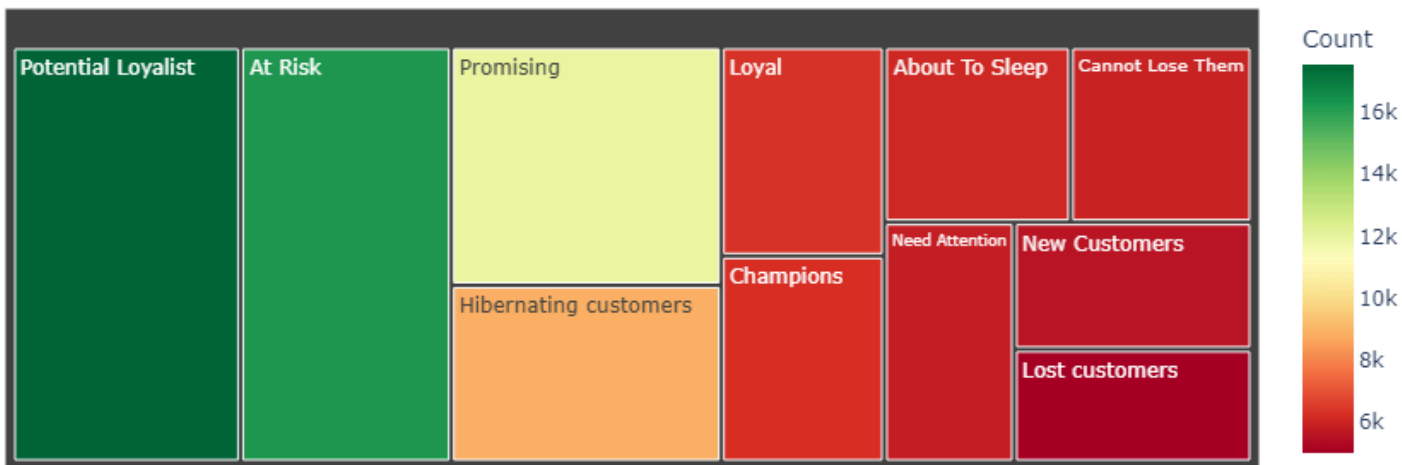 Potential Loyalist
At Risk
Promising
Hibernating customers
Loyal
Champions
About To Sleep
Cannot Lose Them
Need Attention
New Customers
Lost customers
Count
16k
14k
12k
10k
8k
6k